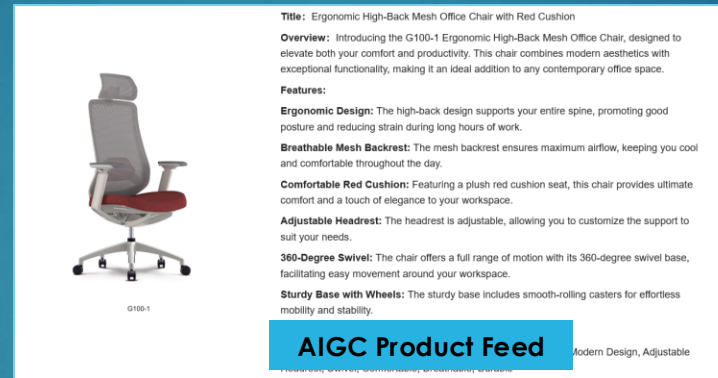 Title: Ergonomic High-Back Mesh Office Chair with Red Cushion
Overview: Introducing the G100-1 Ergonomic High-Back Mesh Office Chair, designed to
elevate both your comfort and productivity. This chair combines modern aesthetics with
exceptional functionality, making it an ideal addition to any contemporary office space.
Features:
Ergonomic Design: The high-back design supports your entire spine, promoting good
posture and reducing strain during long hours of work.
Breathable Mesh Backrest: The mesh backrest ensures maximum airflow, keeping you cool
and comfortable throughout the day.
Comfortable Red Cushion: Featuring a plush red cushion seat, this chair provides ultimate
comfort and a touch of elegance to your workspace.
Adjustable Headrest: The headrest is adjustable, allowing you to customize the support to
suit your needs.
360-Degree Swivel: The chair offers a full range of motion with its 360-degree swivel base,
facilitating easy movement around your workspace.
Sturdy Base with Wheels: The sturdy base includes smooth-rolling casters for effortless
mobility and stability.
G100-1
AIGC Product Feed
Modern Design, Adjustable